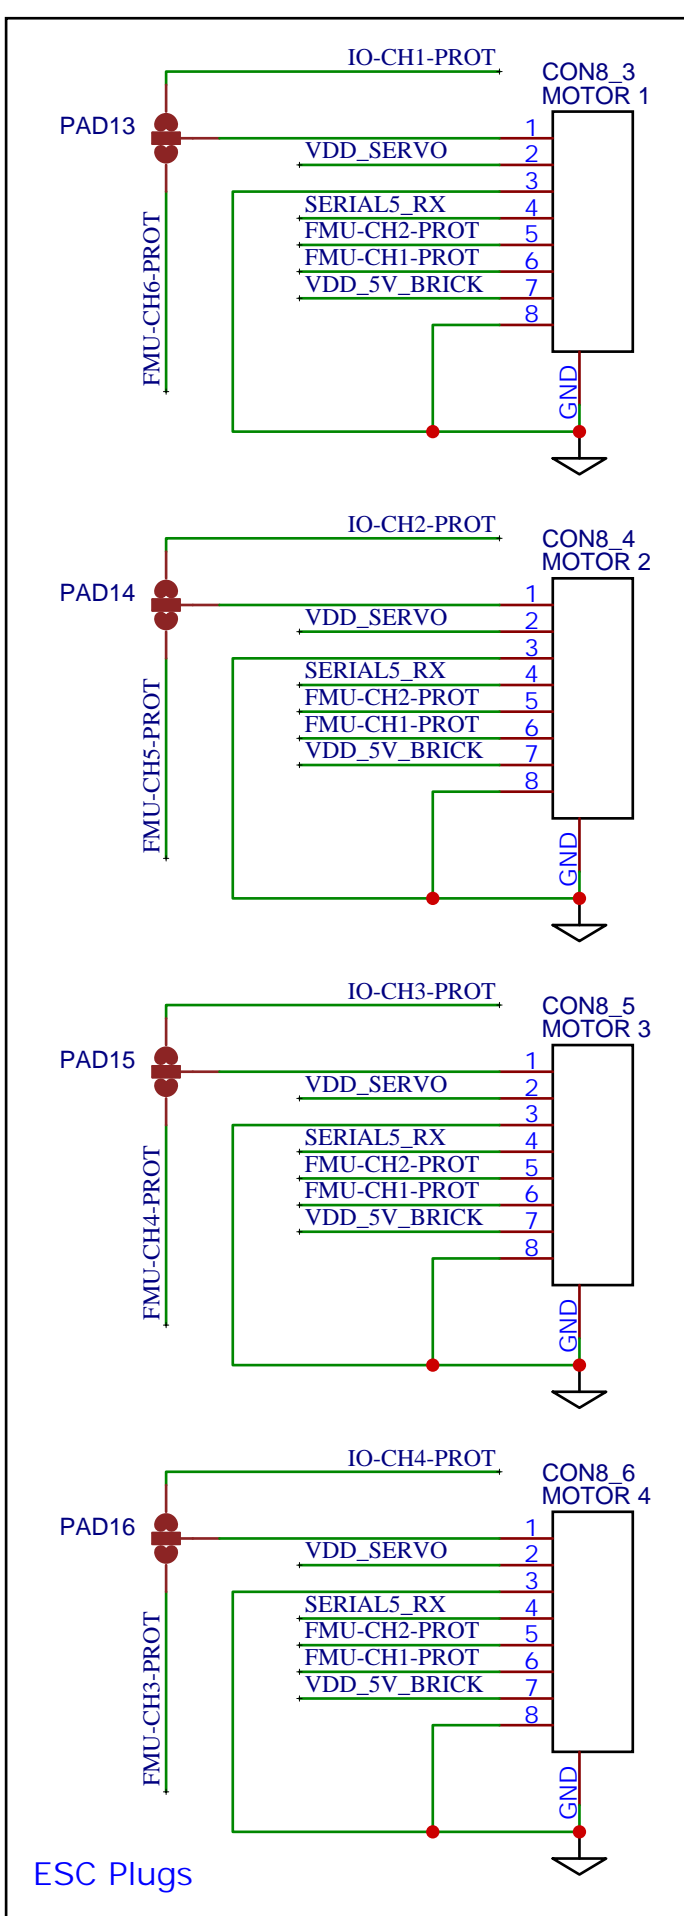 IO-CH1-PROT
CON8_3
MOTOR 1
PAD13
1
VDD_SERVO
2
3
SERIAL5_RX
4
FMU-CH2-PROT
5
FMU-CH1-PROT
6
VDD_5V_BRICK
7
8
FMU-CH6-PROT
GND
IO-CH2-PROT
CON8_4
MOTOR 2
PAD14
1
VDD_SERVO
2
3
SERIAL5_RX
4
FMU-CH2-PROT
5
FMU-CH1-PROT
6
VDD_5V_BRICK
7
8
FMU-CH5-PROT
GND
IO-CH3-PROT
CON8_5
MOTOR 3
PAD15
1
VDD_SERVO
2
3
SERIAL5_RX
4
FMU-CH2-PROT
5
FMU-CH1-PROT
6
VDD_5V_BRICK
7
8
FMU-CH4-PROT
GND
IO-CH4-PROT
CON8_6
MOTOR 4
PAD16
1
VDD_SERVO
2
3
SERIAL5_RX
4
FMU-CH2-PROT
5
FMU-CH1-PROT
6
VDD_5V_BRICK
7
8
FMU-CH3-PROT
GND
ESC Plugs